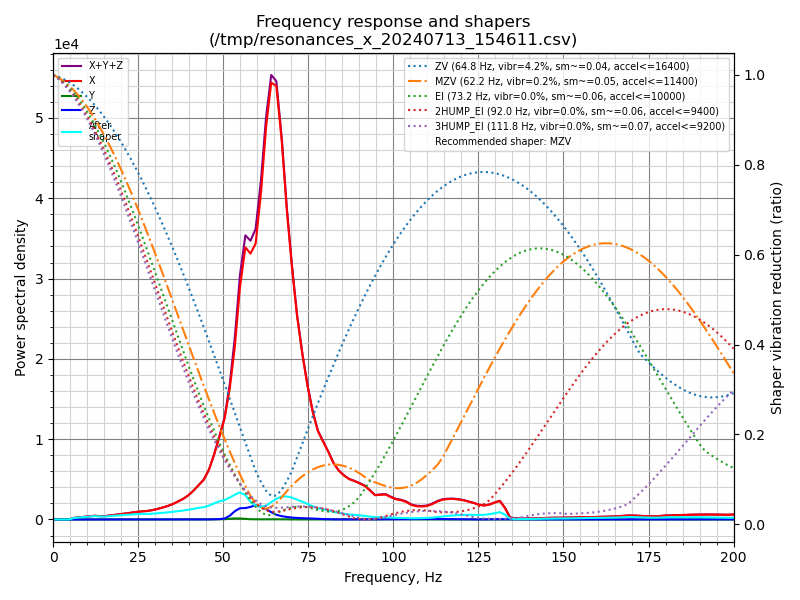 Frequency response and shapers
(/tmp/resonances_x_20240713_154611.csv)
1e4
X+Y+Z
X
Y
Z
After
shaper
ZV (64.8 Hz, vibr=4.2%, sm~=0.04, accel<=16400)
MZV (62.2 Hz, vibr=0.2%, sm~=0.05, accel<=11400)
EI (73.2 Hz, vibr=0.0%, sm~=0.06, accel<=10000)
2HUMP_EI (92.0 Hz, vibr=0.0%, sm~=0.06, accel<=9400)
3HUMP_EI (111.8 Hz, vibr=0.0%, sm~=0.07, accel<=9200)
Recommended shaper: MZV
Power spectral density
5
4
3
2
1
0
1.0
0.8
0.6
0.4
0.2
0.0
Shaper vibration reduction (ratio)
0 25 50 75 100 125 150 175 200
Frequency, Hz